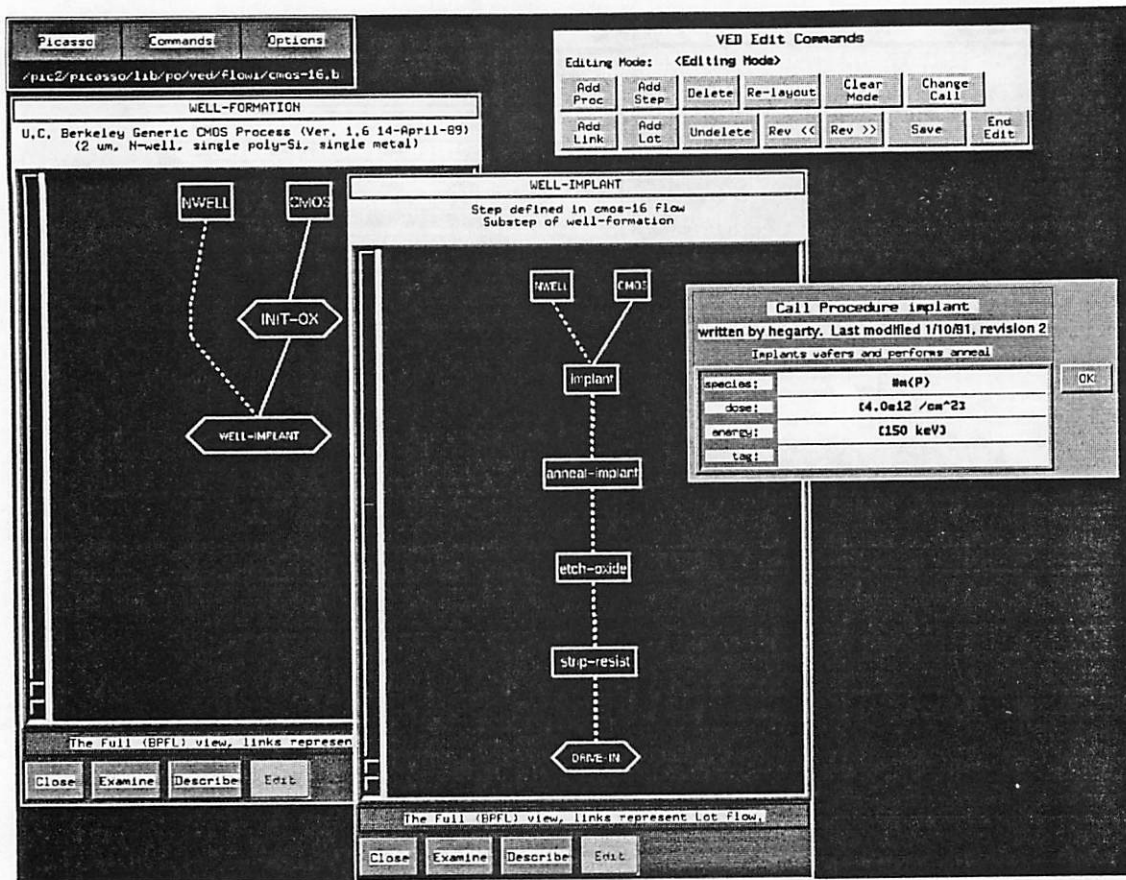 Picasso Commands Options
/pic2/picasso/lib/po/ved/flowi/cmos-16.b
VED Edit Commands
Editing Mode: <Editing Mode>
Add Proc
Add Step
Delete
Re-layout
Clear Mode
Change Call
Add Link
Add Lot
Undelete
Rev <<
Rev >>
Save
End Edit
WELL-FORMATION
U.C. Berkeley Generic CMOS Process (Ver. 1.6 14-April-89)
(2 um, N-well, single poly-Si, single metal)
NWELL CMOS
INIT-OX
WELL-IMPLANT
The Full (BPFL) view, links represen
Close Examine Describe Edit
WELL-IMPLANT
Step defined in cmos-16 flow
Substep of well-formation
NWELL CMOS
implant
anneal-implant
etch-oxide
strip-resist
DRIVE-IN
The Full (BPFL) view, links represent Lot flow,
Close Examine Describe Edit
Call Procedure implant
written by hegarty. Last modified 1/10/91, revision 2
Implants wafers and performs anneal
species:
dose: [4.0e12 /cm^2]
energy: [150 keV]
tag:
OK